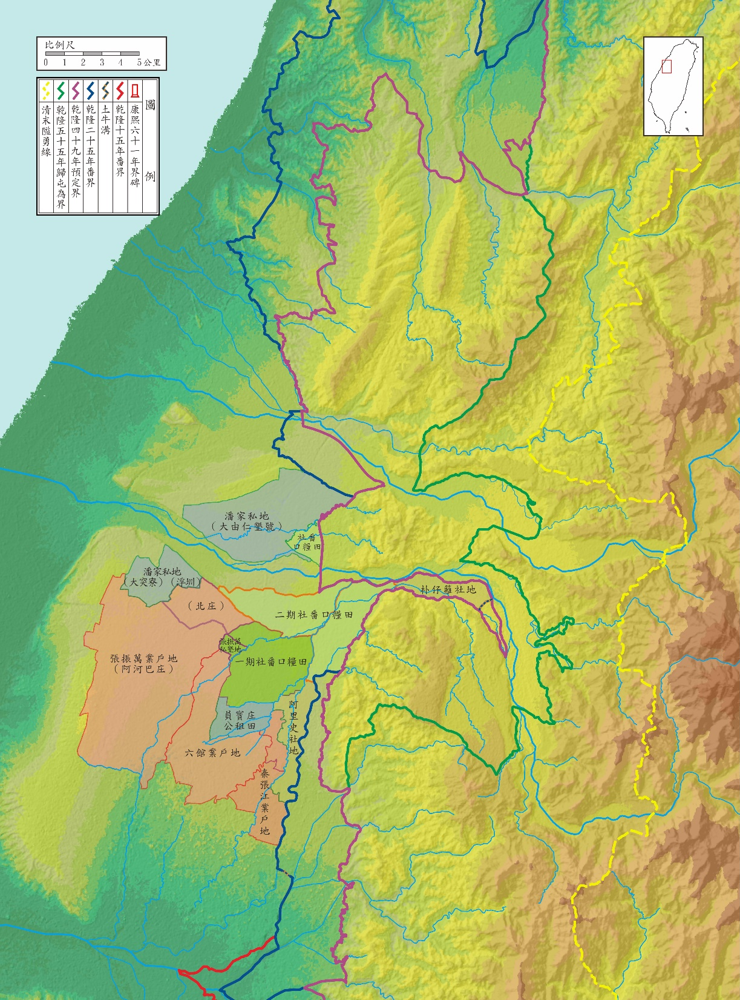 比例尺
0 1 2 3 4 5公里
圖例
康熙六十一年界碑
乾隆十五年番界
土牛溝
乾隆二十五年番界
乾隆四十九年預定界
乾隆五十五年歸屯為界
清末隘勇線
潘家私地
（大由仁墾號）
社番
口糧田
潘家私地
（大突寮）（浮圳）
（北庄）
朴仔籬社地
二期社番口糧田
張振萬
私墾地
張振萬業戶地
（阿河巴庄）
一期社番口糧田
員寶庄
公租田
阿里史社地
六館業戶地
秦張江業戶地